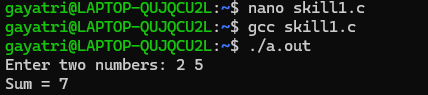 gayatri@LAPTOP-QUJQCU2L:~$ nano skill1.c
gayatri@LAPTOP-QUJQCU2L:~$ gcc skill1.c
gayatri@LAPTOP-QUJQCU2L:~$ ./a.out
Enter two numbers: 2 5
Sum = 7